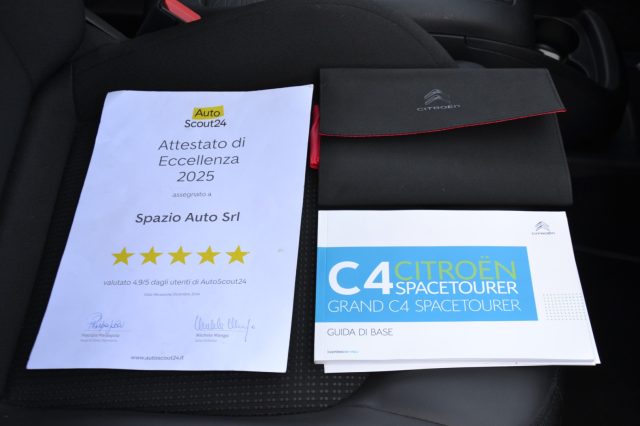 Auto
Scout24
Attestato di
Eccellenza
2025
assegnato a
Spazio Auto Srl
valutato 4.9/5 dagli utenti di AutoScout24
www.autoscout24.it
CITROËN
C4 CITROËN
SPACETOURER
GRAND C4 SPACETOURER
GUIDA DI BASE